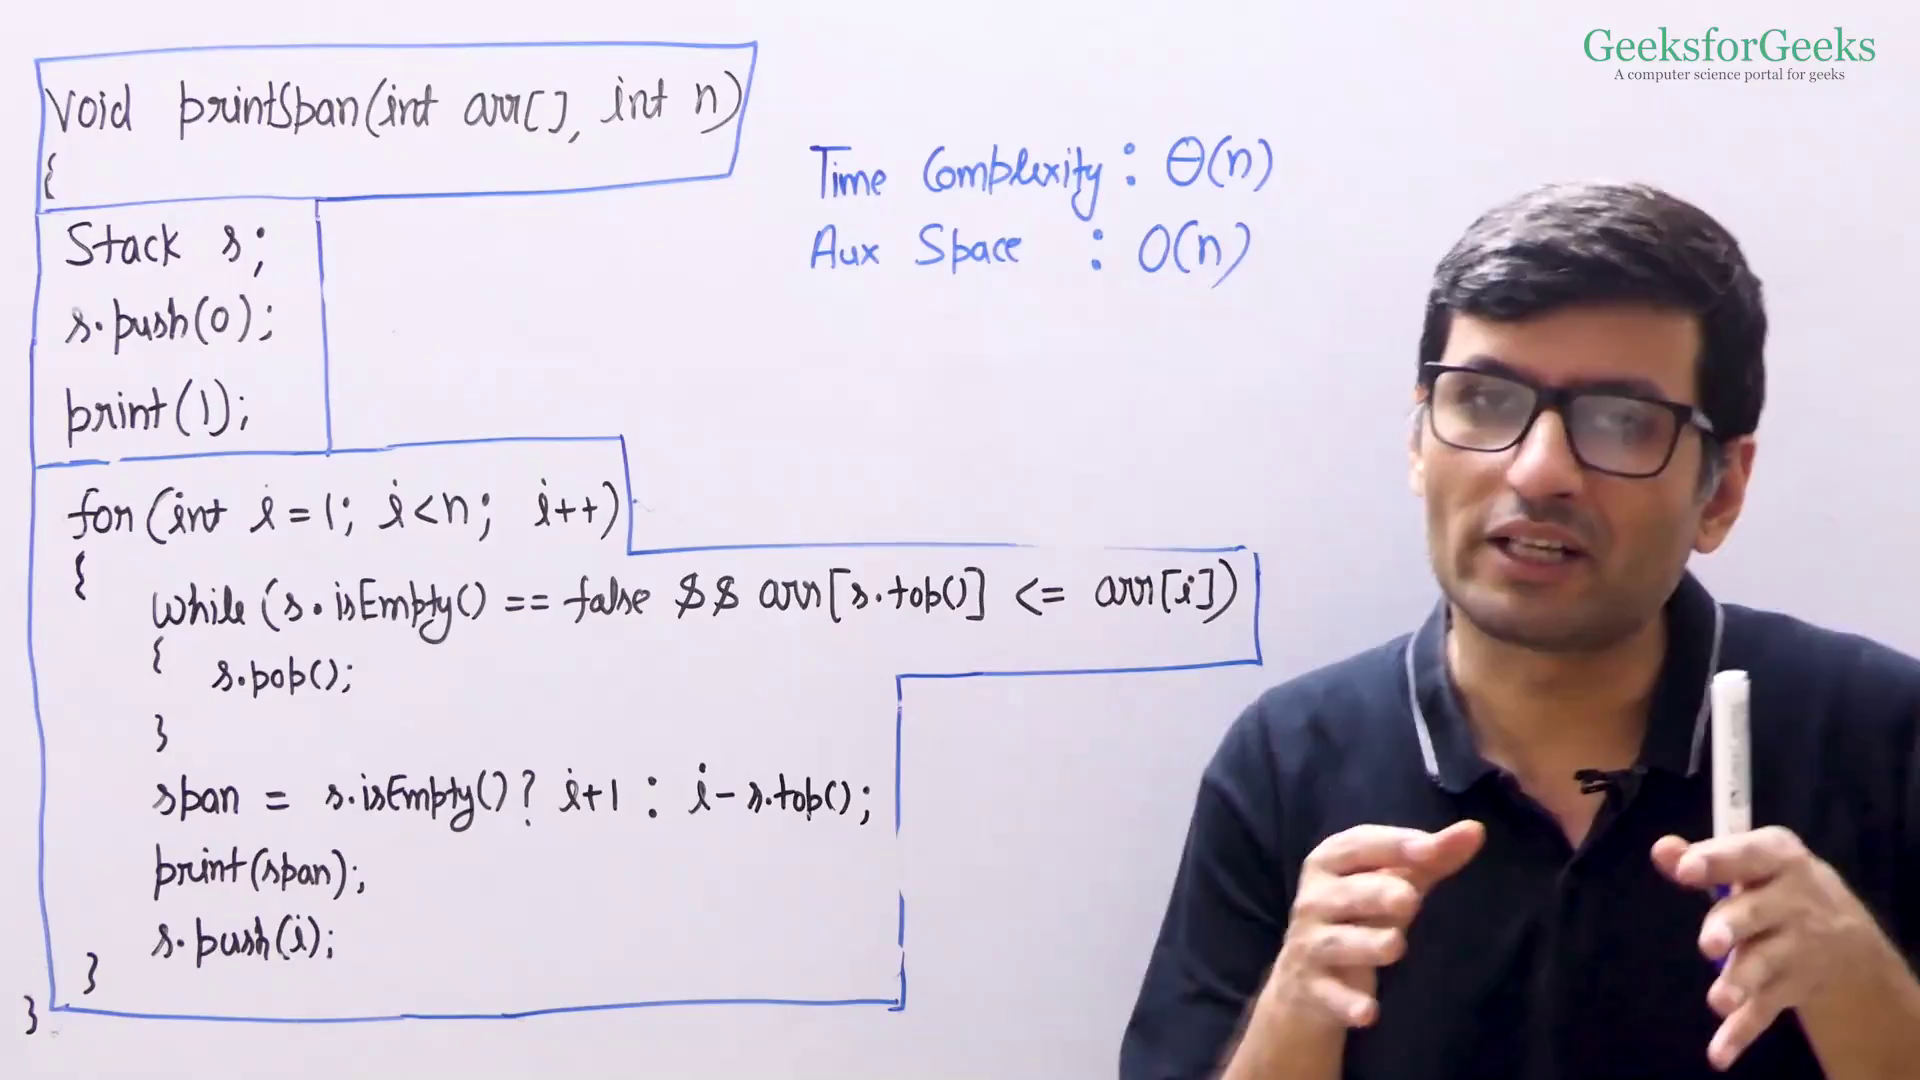 GeeksforGeeks
A computer science portal for geeks
void printSpan(int arr[], int n)
{
Stack s;
s.push(0);
print(1);
for(int i=1; i<n; i++)
{
while (s.isEmpty() == false && arr[s.top()] <= arr[i])
{
s.pop();
}
span = s.isEmpty()? i+1 : i-s.top();
print(span);
s.push(i);
}
}
Time Complexity : Θ(n)
Aux Space : O(n)